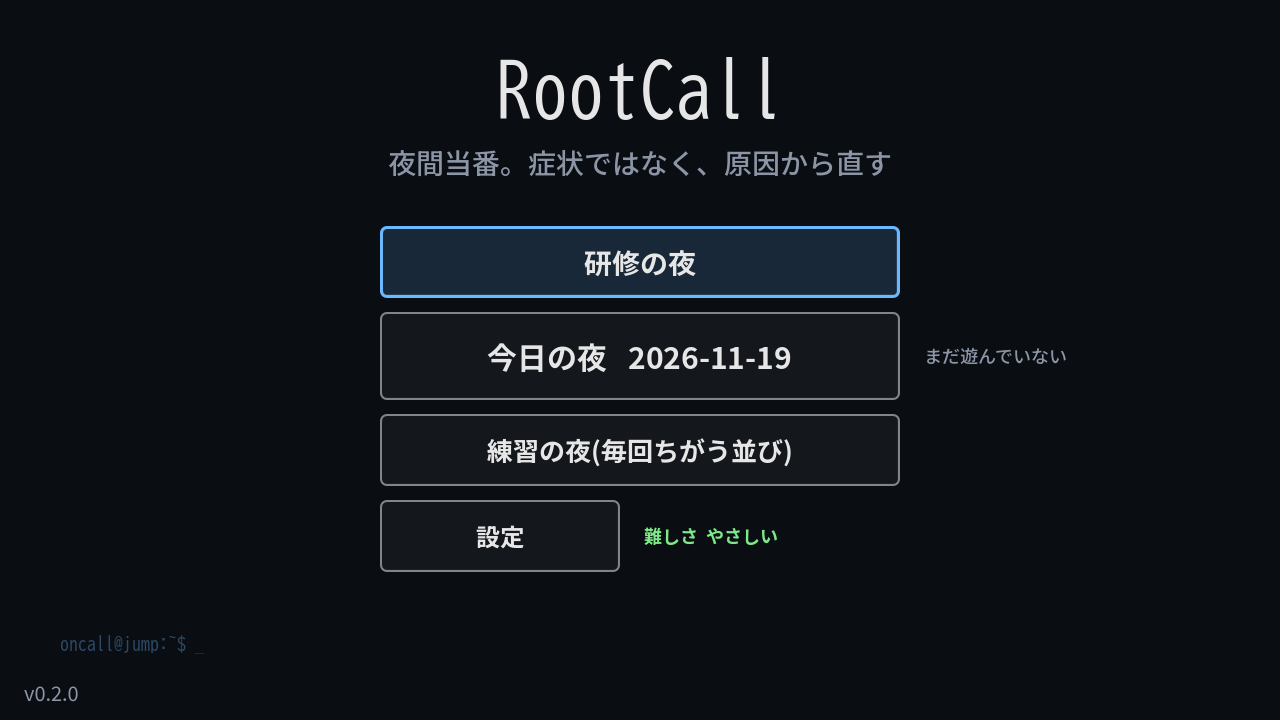 RootCall
夜間当番。症状ではなく、原因から直す
研修の夜
今日の夜 2026-11-19
まだ遊んでいない
練習の夜(毎回ちがう並び)
設定
難しさ やさしい
oncall@jump:~$ _
v0.2.0